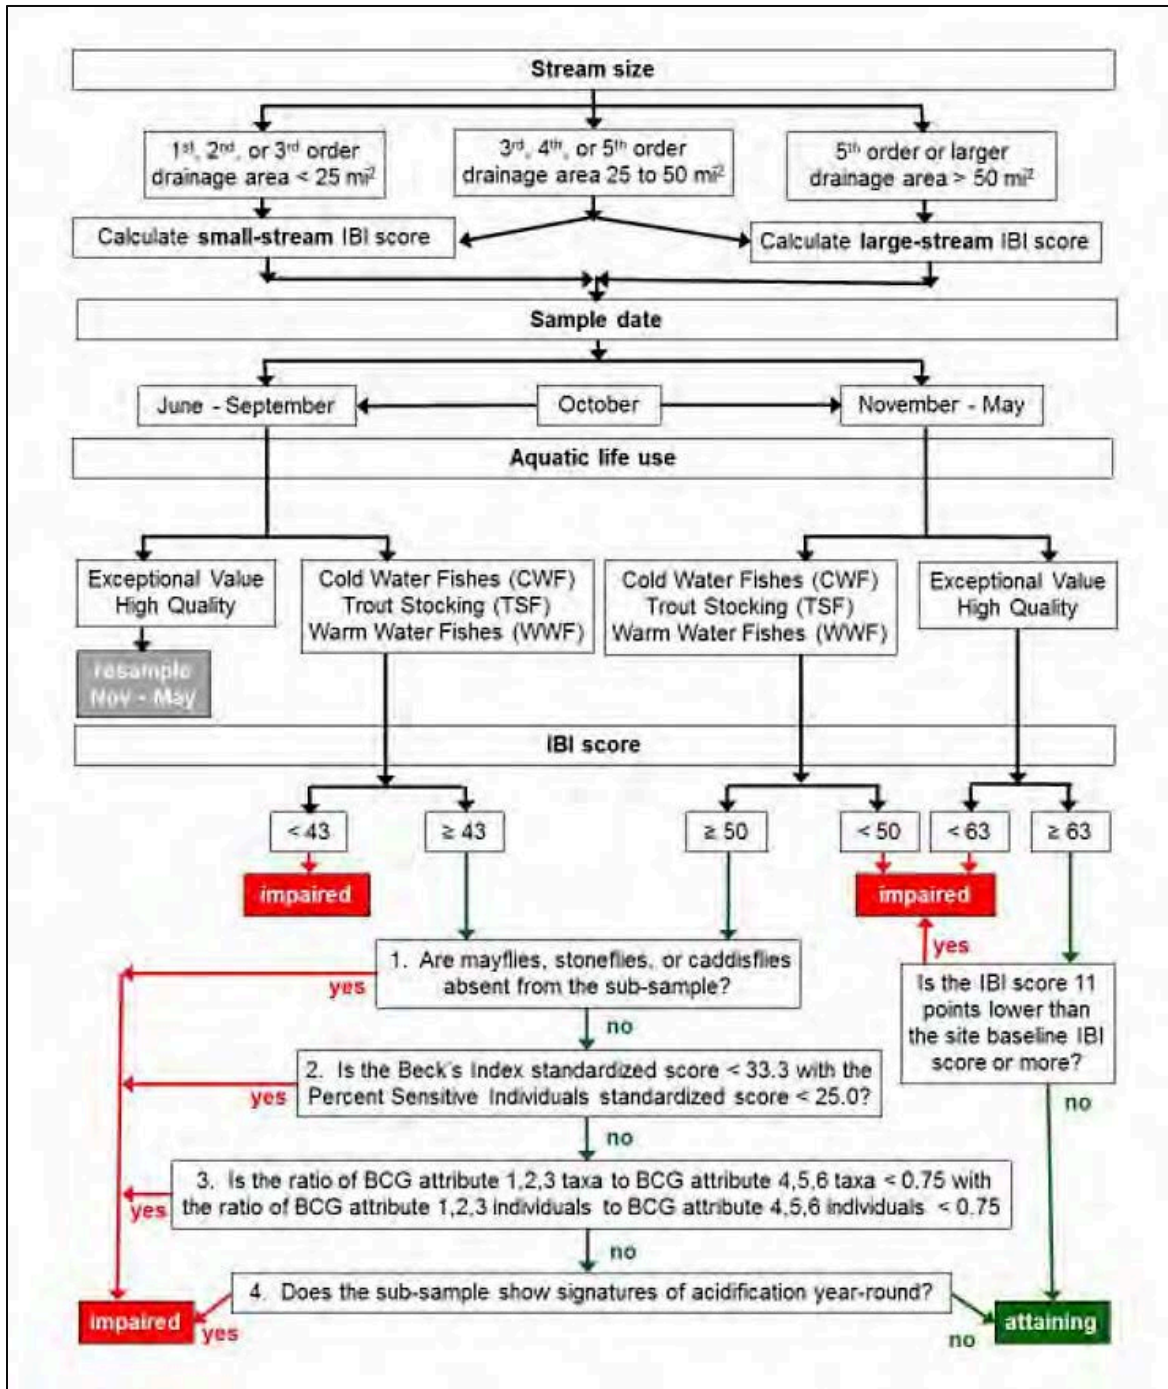 Stream size
1st, 2nd, or 3rd order
drainage area < 25 mi²
3rd, 4th, or 5th order
drainage area 25 to 50 mi²
5th order or larger
drainage area > 50 mi²
Calculate small-stream IBI score
Calculate large-stream IBI score
Sample date
June - September
October
November - May
Aquatic life use
Exceptional Value
High Quality
Cold Water Fishes (CWF)
Trout Stocking (TSF)
Warm Water Fishes (WWF)
Cold Water Fishes (CWF)
Trout Stocking (TSF)
Warm Water Fishes (WWF)
Exceptional Value
High Quality
resample
Nov - May
IBI score
< 43
≥ 43
≥ 50
< 50
< 63
≥ 63
impaired
impaired
yes
1. Are mayflies, stoneflies, or caddisflies
absent from the sub-sample?
yes
no
Is the IBI score 11
points lower than
the site baseline IBI
score or more?
no
2. Is the Beck's Index standardized score < 33.3 with the
Percent Sensitive Individuals standardized score < 25.0?
yes
no
3. Is the ratio of BCG attribute 1,2,3 taxa to BCG attribute 4,5,6 taxa < 0.75 with
the ratio of BCG attribute 1,2,3 individuals to BCG attribute 4,5,6 individuals < 0.75
yes
no
4. Does the sub-sample show signatures of acidification year-round?
impaired
yes
no
attaining